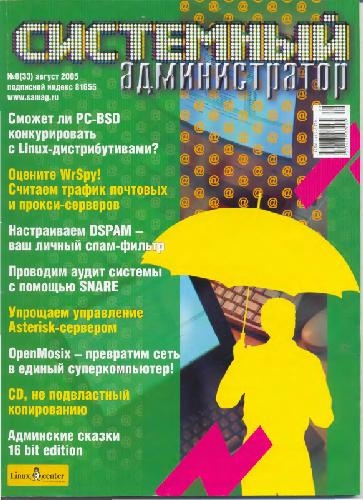 СИСТЕМНЫЙ
администратор
№8(33) август 2005
подписной индекс 81655
www.samag.ru
Сможет ли PC-BSD
конкурировать
с Linux-дистрибутивами?
Оцените WrSpy!
Считаем трафик почтовых
и прокси-серверов
Настраиваем DSPAM –
ваш личный спам-фильтр
Проводим аудит системы
с помощью SNARE
Упрощаем управление
Asterisk-сервером
OpenMosix – превратим сеть
в единый суперкомпьютер!
CD, не подвластный
копированию
Админские сказки
16 bit edition
Linux center